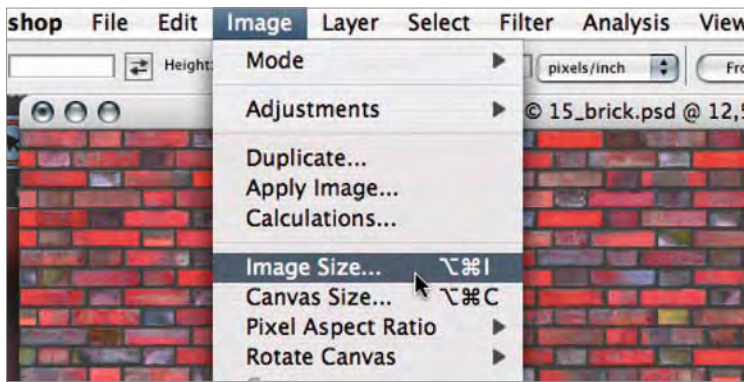 shop File Edit Image Layer Select Filter Analysis View
Height:
pixels/inch
Mode
Adjustments
© 15_brick.psd @ 12,
Duplicate...
Apply Image...
Calculations...
Image Size... ⌥⌘I
Canvas Size... ⌥⌘C
Pixel Aspect Ratio
Rotate Canvas